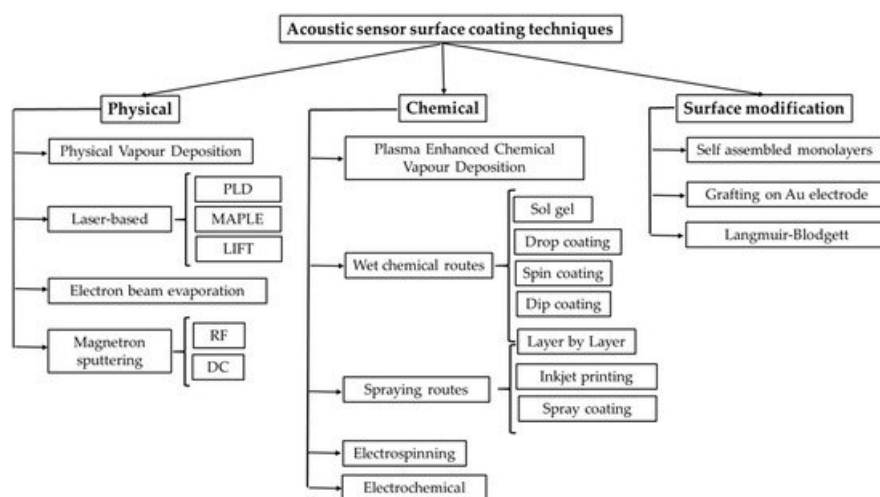 Acoustic sensor surface coating techniques
Physical
Physical Vapour Deposition
Laser-based
PLD
MAPLE
LIFT
Electron beam evaporation
Magnetron
sputtering
RF
DC
Chemical
Plasma Enhanced Chemical
Vapour Deposition
Wet chemical routes
Sol gel
Drop coating
Spin coating
Dip coating
Layer by Layer
Spraying routes
Inkjet printing
Spray coating
Electrospinning
Electrochemical
Surface modification
Self assembled monolayers
Grafting on Au electrode
Langmuir-Blodgett